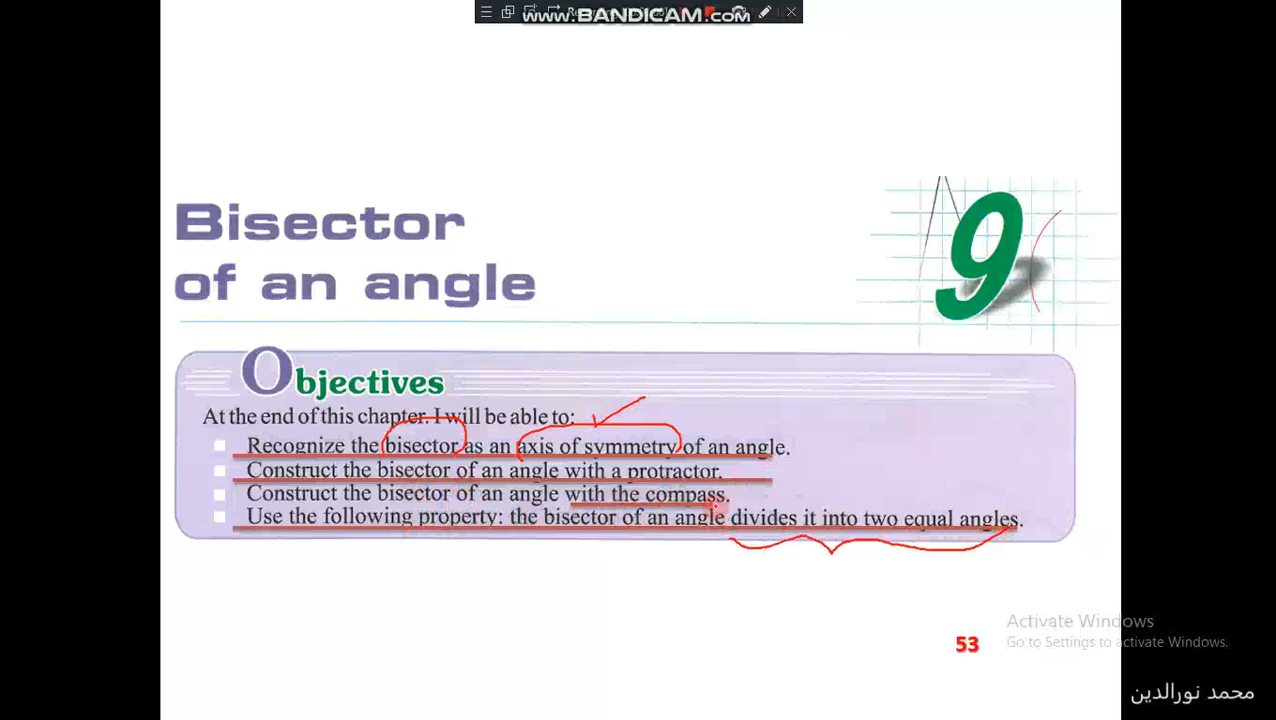 www.BANDICAM.com
Bisector
of an angle
9
Objectives
At the end of this chapter. I will be able to:
Recognize the bisector as an axis of symmetry of an angle.
Construct the bisector of an angle with a protractor.
Construct the bisector of an angle with the compass.
Use the following property: the bisector of an angle divides it into two equal angles.
Activate Windows
Go to Settings to activate Windows.
53
محمد نورالدين